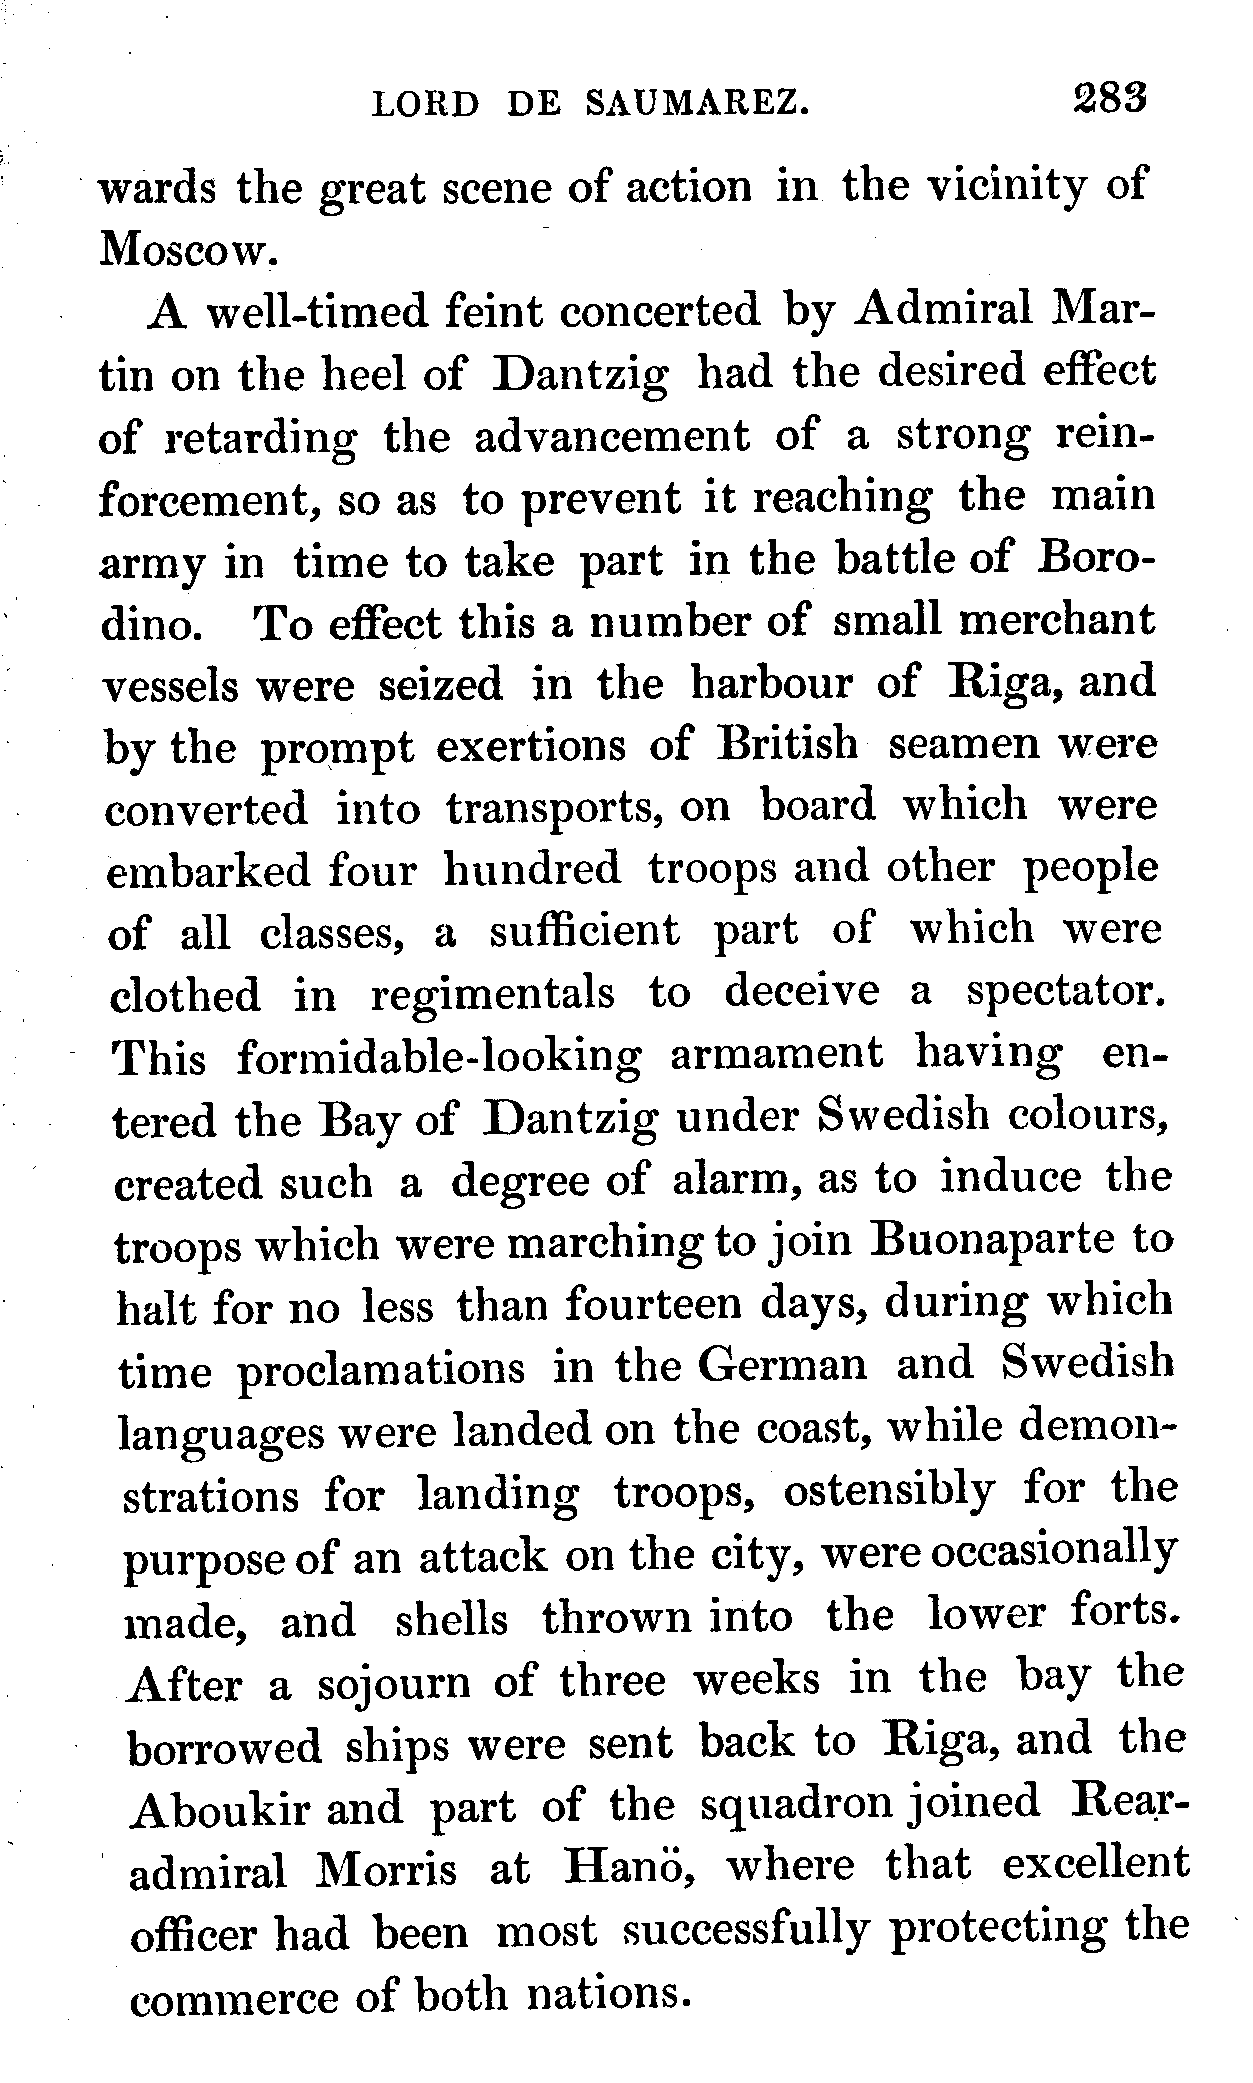 LORD DE SAUMAREZ. 283
wards the great scene of action in the vicinity of
Moscow.
A well-timed feint concerted by Admiral Mar-
tin on the heel of Dantzig had the desired effect
of retarding the advancement of a strong rein-
forcement, so as to prevent it reaching the main
army in time to take part in the battle of Boro-
dino. To effect this a number of small merchant
vessels were seized in the harbour of Riga, and
by the prompt exertions of British seamen were
converted into transports, on board which were
embarked four hundred troops and other people
of all classes, a sufficient part of which were
clothed in regimentals to deceive a spectator.
This formidable-looking armament having en-
tered the Bay of Dantzig under Swedish colours,
created such a degree of alarm, as to induce the
troops which were marching to join Buonaparte to
halt for no less than fourteen days, during which
time proclamations in the German and Swedish
languages were landed on the coast, while demon-
strations for landing troops, ostensibly for the
purpose of an attack on the city, were occasionally
made, and shells thrown into the lower forts.
After a sojourn of three weeks in the bay the
borrowed ships were sent back to Riga, and the
Aboukir and part of the squadron joined Rear-
admiral Morris at Hanö, where that excellent
officer had been most successfully protecting the
commerce of both nations.